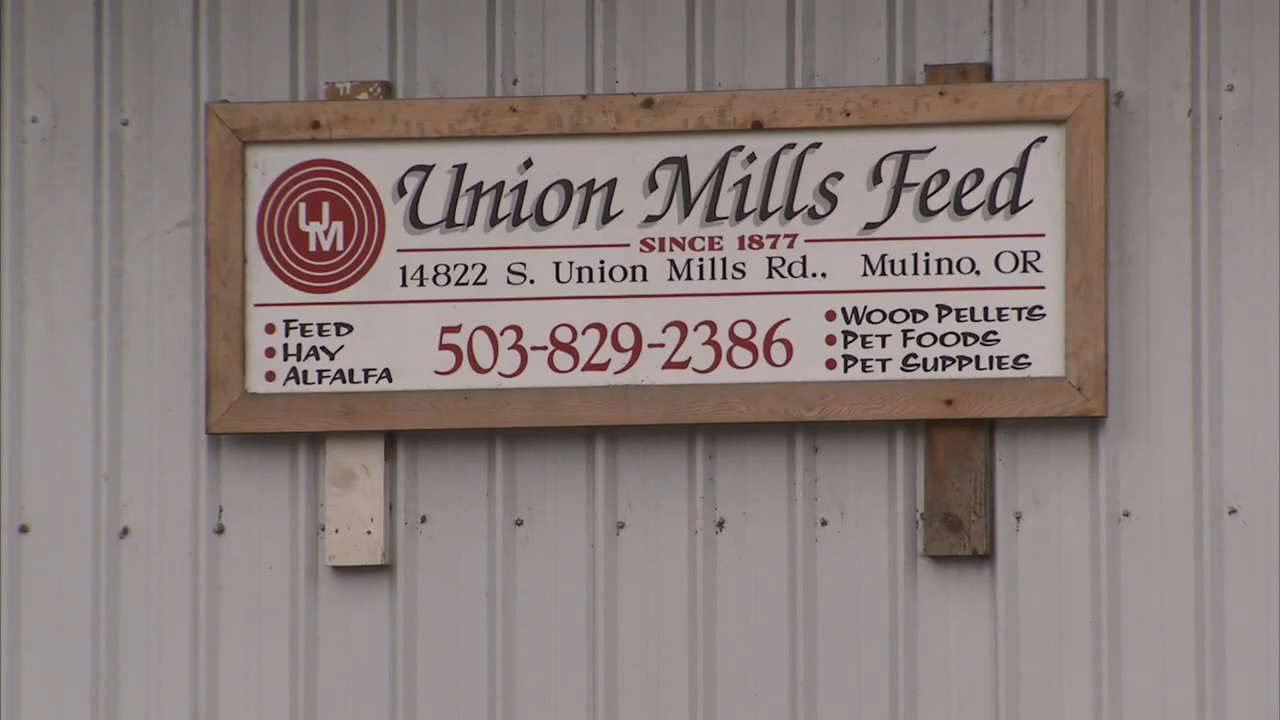 UM
Union Mills Feed
SINCE 1877
14822 S. Union Mills Rd.., Mulino, OR
• FEED
• HAY
• ALFALFA
503-829-2386
• WOOD PELLETS
• PET FOODS
• PET SUPPLIES